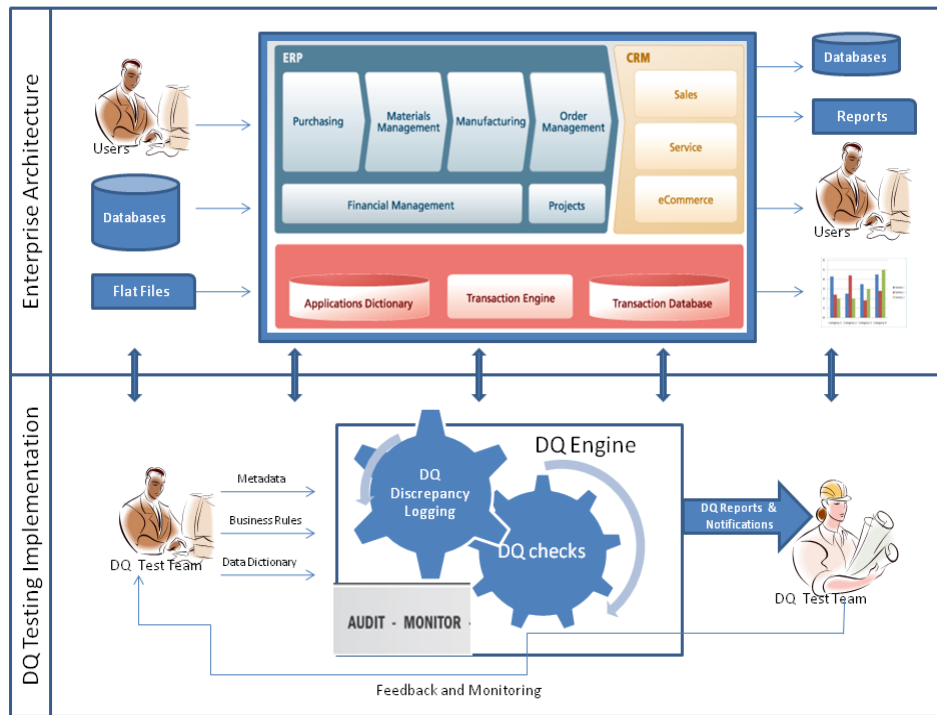 Enterprise Architecture
Users
Databases
Flat Files
ERP
Purchasing
Materials
Management
Manufacturing
Order
Management
Financial Management
Projects
CRM
Sales
Service
eCommerce
Applications Dictionary
Transaction Engine
Transaction Database
Databases
Reports
Users
DQ Testing Implementation
DQ Test Team
Metadata
Business Rules
Data Dictionary
DQ Engine
DQ
Discrepancy
Logging
DQ checks
AUDIT - MONITOR -
DQ Reports &
Notifications
DQ Test Team
Feedback and Monitoring